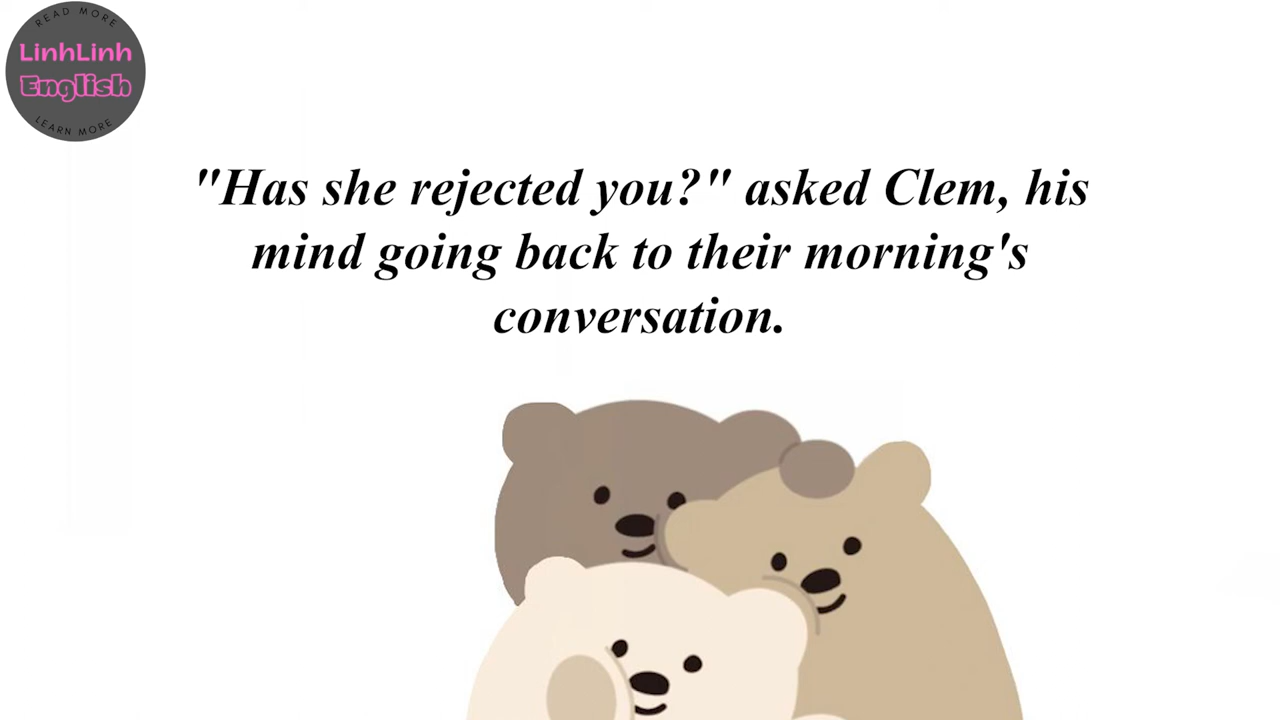 READ MORE
LinhLinh
English
LEARN MORE
"Has she rejected you?" asked Clem, his
mind going back to their morning's
conversation.